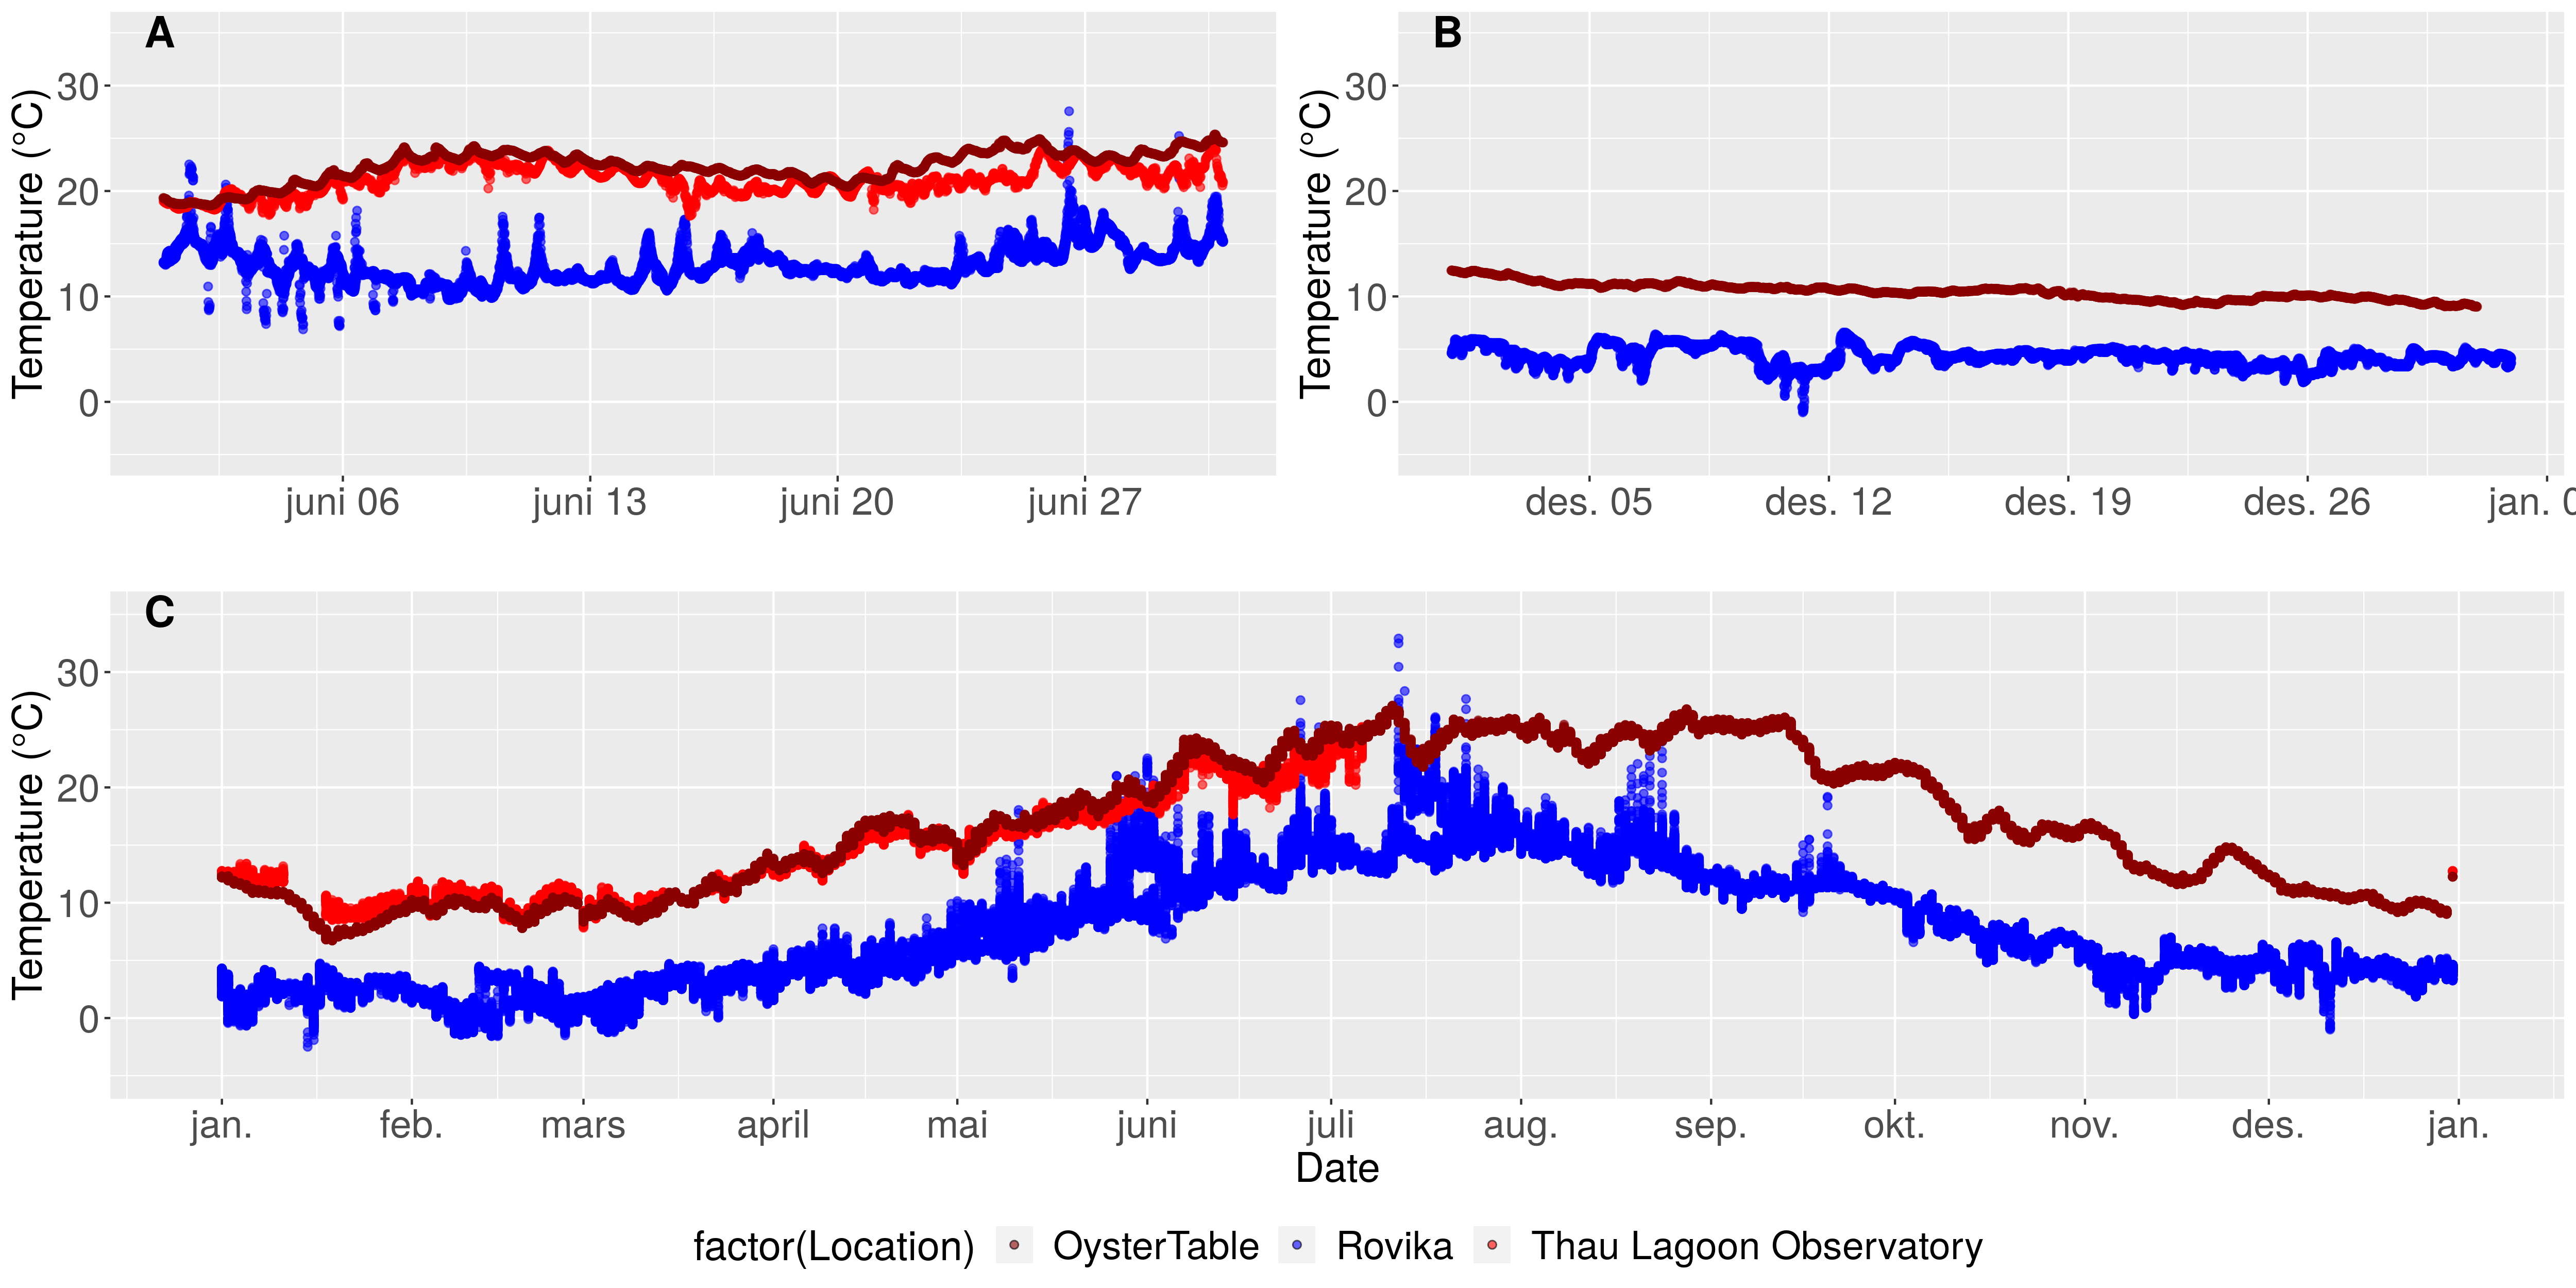 A
B
Temperature (°C)
30
20
10
0
Temperature (°C)
30
20
10
0
juni 06 juni 13 juni 20 juni 27
des. 05 des. 12 des. 19 des. 26 jan. 0
C
Temperature (°C)
30
20
10
0
jan. feb. mars april mai juni juli aug. sep. okt. nov. des. jan.
Date
factor(Location) OysterTable Rovika Thau Lagoon Observatory